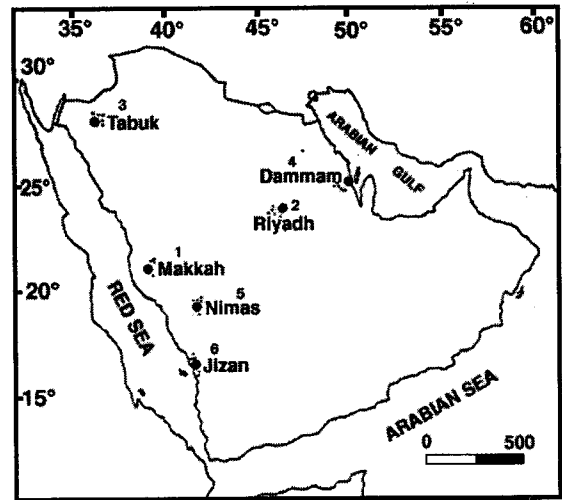 35° 40° 45° 50° 55° 60°
30°
3
Tabuk
ARABIAN
GULF
4
Dammam
25°
2
Riyadh
1
Makkah
20°
5
Nimas
RED SEA
6
Jizan
15°
ARABIAN SEA
0 500